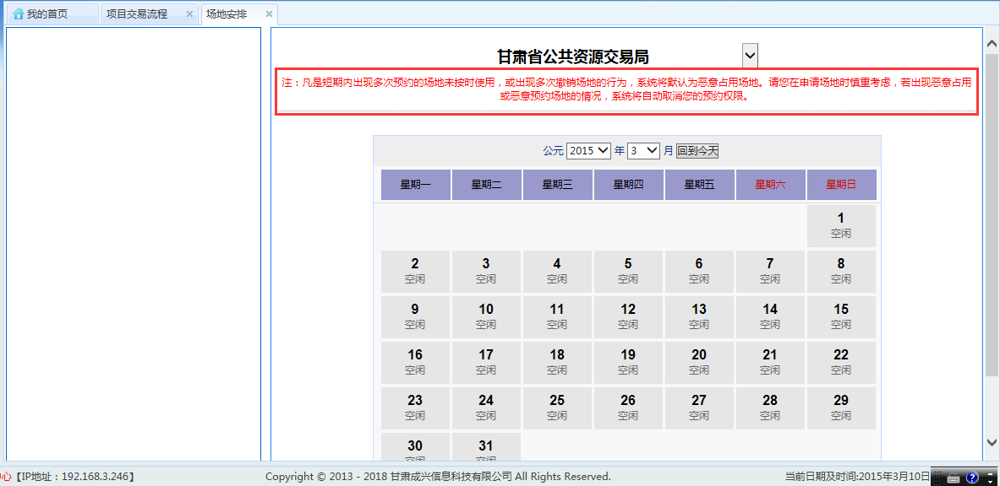 我的首页 项目交易流程 场地安排
甘肃省公共资源交易局
注：凡是短期内出现多次预约的场地未按时使用，或出现多次撤销场地的行为，系统将默认为恶意占用场地。请您在申请场地时慎重考虑，若出现恶意占用
或恶意预约场地的情况，系统将自动取消您的预约权限。
公元 2015 年 3 月 回到今天
星期一 星期二 星期三 星期四 星期五 星期六 星期日
1
空闲
2 3 4 5 6 7 8
空闲 空闲 空闲 空闲 空闲 空闲 空闲
9 10 11 12 13 14 15
空闲 空闲 空闲 空闲 空闲 空闲 空闲
16 17 18 19 20 21 22
空闲 空闲 空闲 空闲 空闲 空闲 空闲
23 24 25 26 27 28 29
空闲 空闲 空闲 空闲 空闲 空闲 空闲
30 31
空闲 空闲
心【IP地址：192.168.3.246】 Copyright © 2013 - 2018 甘肃成兴信息科技有限公司 All Rights Reserved. 当前日期及时间:2015年3月10日